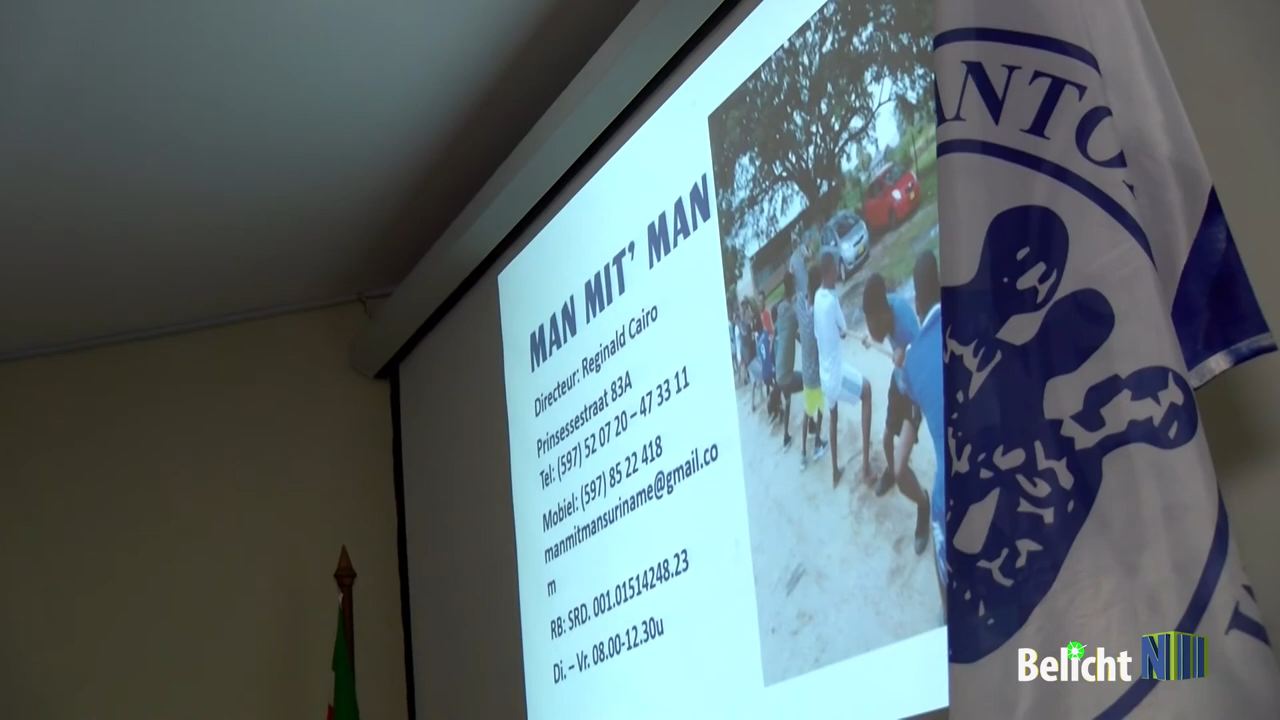 MAN MIT' MAN
Directeur: Reginald Cairo
Prinsessestraat 83A
Tel: (597) 52 07 20 – 47 33 11
Mobiel: (597) 85 22 418
manmitmansuriname@gmail.co
m
RB: SRD. 001.01514248.23
Di. – Vr. 08.00-12.30u
ANTO
Belicht NII